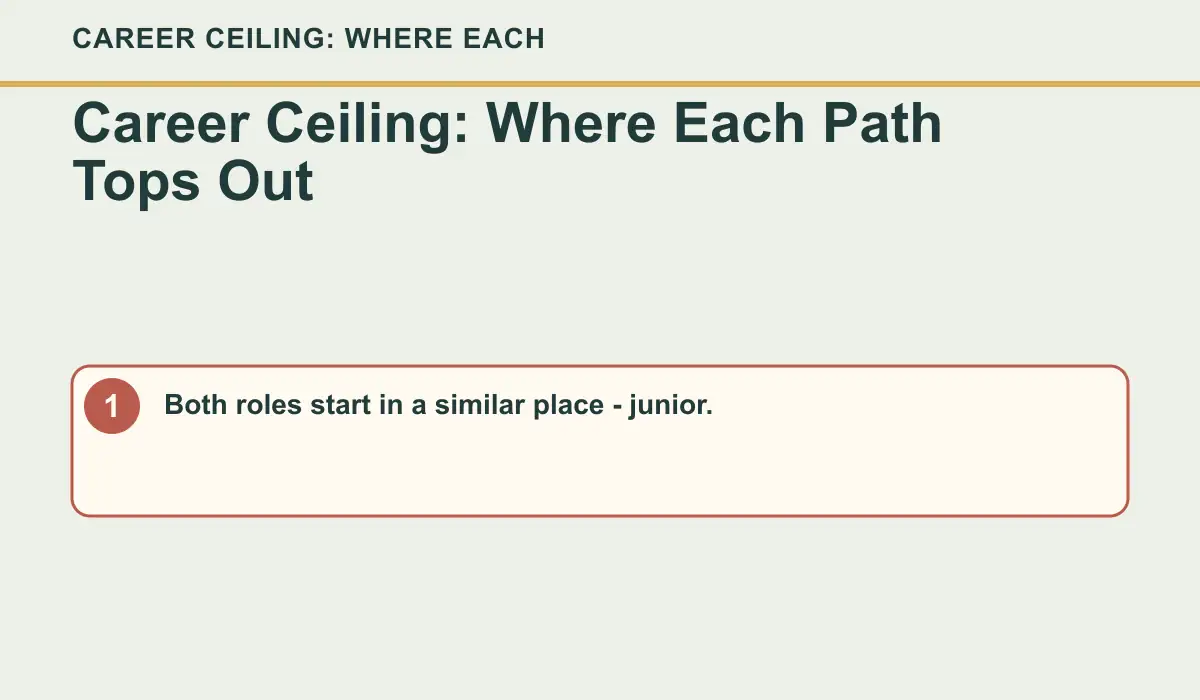 CAREER CEILING: WHERE EACH
Career Ceiling: Where Each Path
Tops Out
1
Both roles start in a similar place - junior.